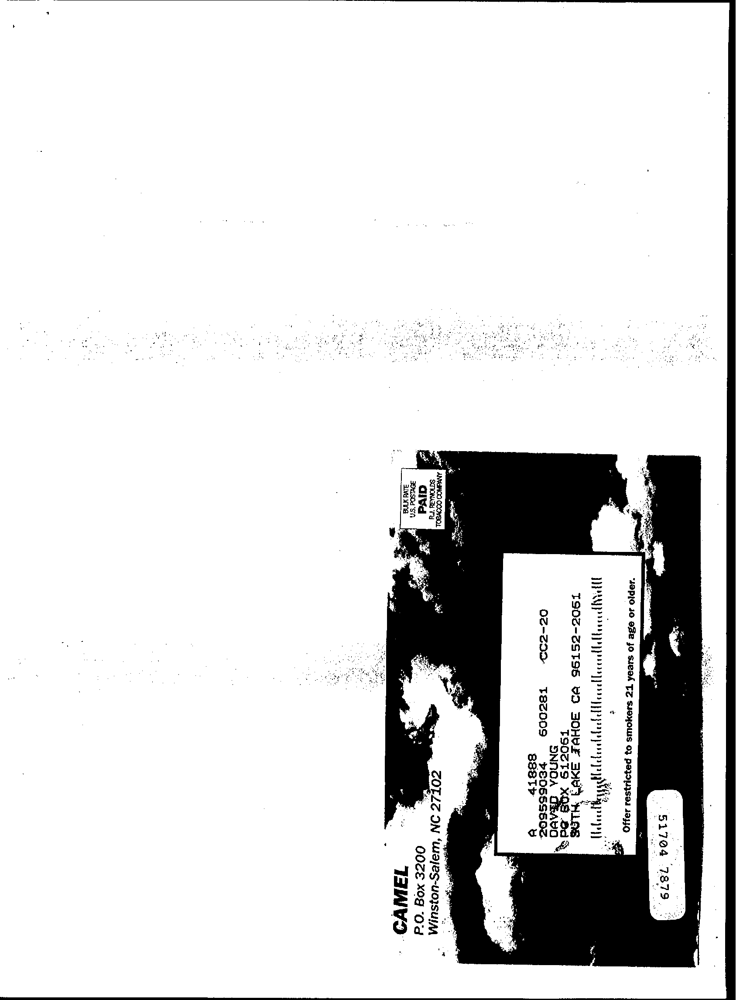 CAMEL
P.O. Box 3200
Winston-Salem, NC 27102
BULK RATE
U.S. POSTAGE
PAID
R.J. REYNOLDS
TOBACCO COMPANY
A 41888
209599034 600281 CC2-20
DAVID YOUNG
PO BOX 612061
SOTH LAKE TAHOE CA 96152-2061
Offer restricted to smokers 21 years of age or older.
51704 7879